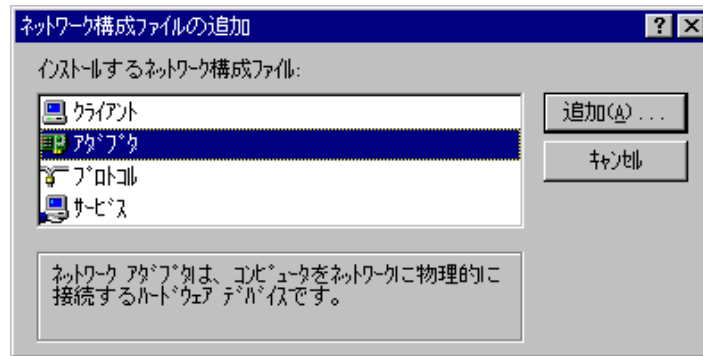 ネットワーク構成ファイルの追加
インストールするネットワーク構成ファイル:
クライアント
アダプタ
プロトコル
サービス
追加(A)...
キャンセル
ネットワーク アダプタは、コンピュータをネットワークに物理的に
接続するハードウェア デバイスです。